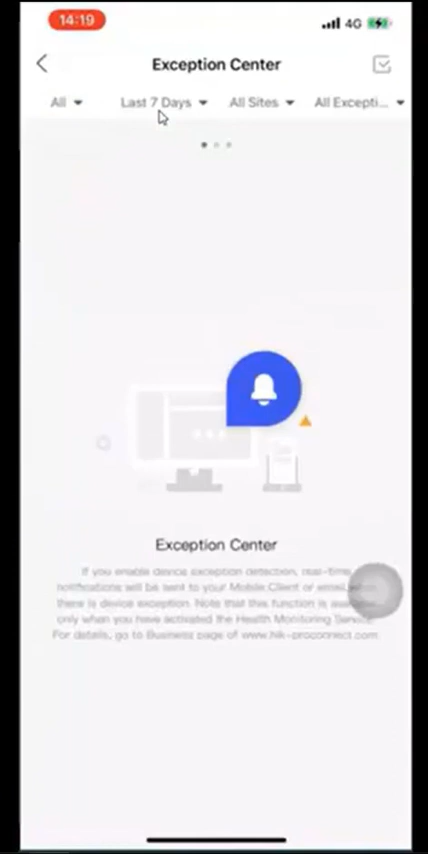 14:19
4G
Exception Center
All
Last 7 Days
All Sites
All Excepti...
Exception Center
If you enable device exception detection, real-time
notifications will be sent to your Mobile Client or email
there is device exception. Note that this function is
only when you have activated the Health Monitoring Service.
For details, go to Business page of www.hik-proconnect.com